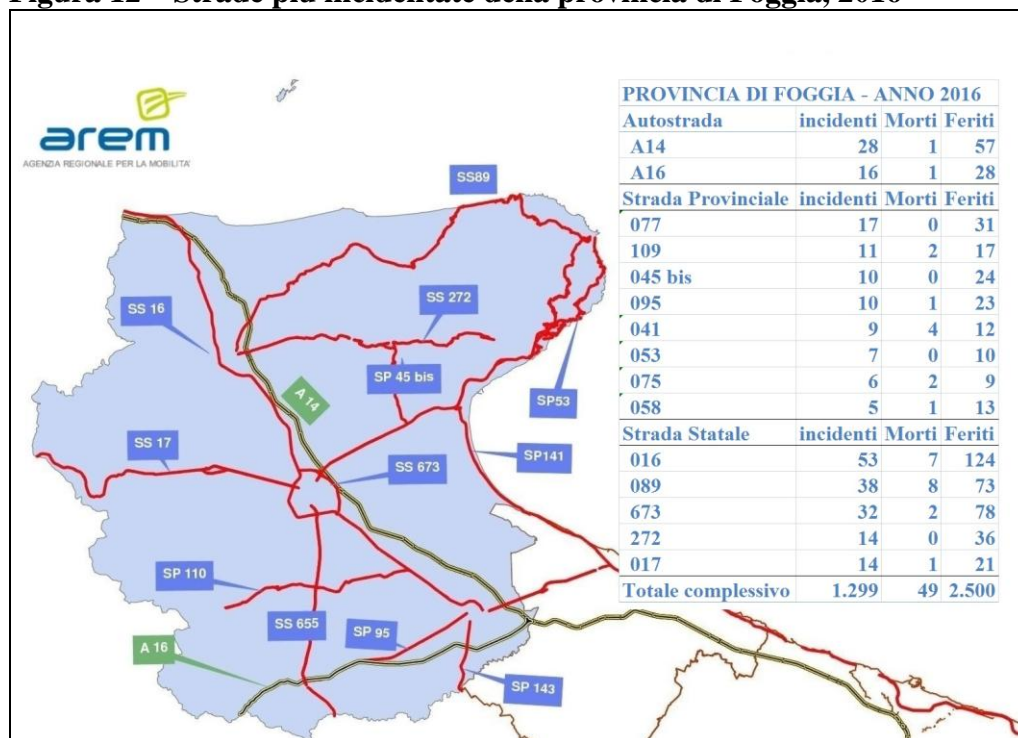 Figura 12 – Strade più incidentate della provincia di Foggia, 2016
arem
AGENZIA REGIONALE PER LA MOBILITA'
PROVINCIA DI FOGGIA - ANNO 2016
Autostrada incidenti Morti Feriti
A14 28 1 57
A16 16 1 28
Strada Provinciale incidenti Morti Feriti
077 17 0 31
109 11 2 17
045 bis 10 0 24
095 10 1 23
041 9 4 12
053 7 0 10
075 6 2 9
058 5 1 13
Strada Statale incidenti Morti Feriti
016 53 7 124
089 38 8 73
673 32 2 78
272 14 0 36
017 14 1 21
Totale complessivo 1.299 49 2.500
SS89
SS 272
SS 16
SP 45 bis
A 14
SP53
SS 17
SS 673
SP141
SP 110
SS 655
SP 95
A 16
SP 143